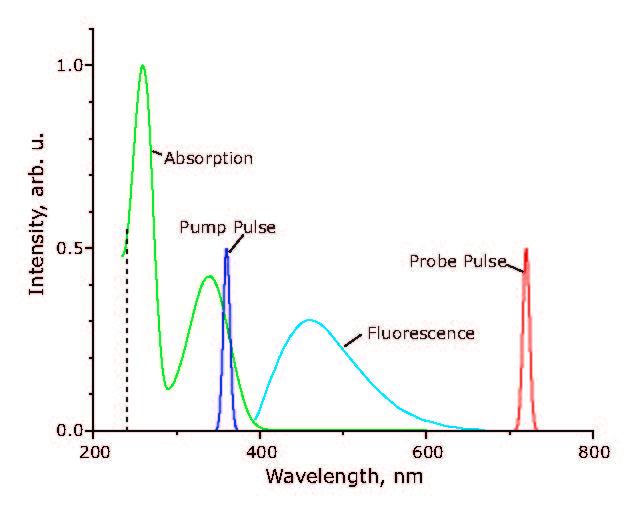 1.0
Absorption
Pump Pulse
0.5
Probe Pulse
Fluorescence
0.0
200
400
600
800
Wavelength, nm
Intensity, arb. u.